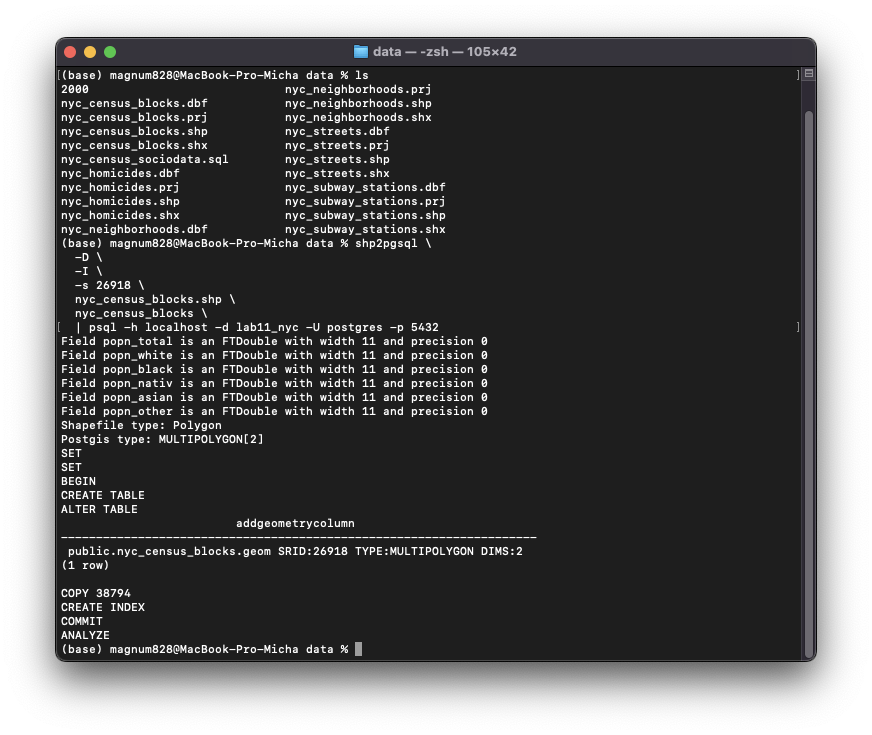 data — -zsh — 105×42
(base) magnum828@MacBook-Pro-Micha data % ls
2000                            nyc_neighborhoods.prj
nyc_census_blocks.dbf           nyc_neighborhoods.shp
nyc_census_blocks.prj           nyc_neighborhoods.shx
nyc_census_blocks.shp           nyc_streets.dbf
nyc_census_blocks.shx           nyc_streets.prj
nyc_census_sociodata.sql        nyc_streets.shp
nyc_homicides.dbf               nyc_streets.shx
nyc_homicides.prj               nyc_subway_stations.dbf
nyc_homicides.shp               nyc_subway_stations.prj
nyc_homicides.shx               nyc_subway_stations.shp
nyc_neighborhoods.dbf           nyc_subway_stations.shx
(base) magnum828@MacBook-Pro-Micha data % shp2pgsql \
  -D \
  -I \
  -s 26918 \
  nyc_census_blocks.shp \
  nyc_census_blocks \
  | psql -h localhost -d lab11_nyc -U postgres -p 5432
Field popn_total is an FTDouble with width 11 and precision 0
Field popn_white is an FTDouble with width 11 and precision 0
Field popn_black is an FTDouble with width 11 and precision 0
Field popn_nativ is an FTDouble with width 11 and precision 0
Field popn_asian is an FTDouble with width 11 and precision 0
Field popn_other is an FTDouble with width 11 and precision 0
Shapefile type: Polygon
Postgis type: MULTIPOLYGON[2]
SET
SET
BEGIN
CREATE TABLE
ALTER TABLE
                         addgeometrycolumn
--------------------------------------------------------------------
 public.nyc_census_blocks.geom SRID:26918 TYPE:MULTIPOLYGON DIMS:2
(1 row)

COPY 38794
CREATE INDEX
COMMIT
ANALYZE
(base) magnum828@MacBook-Pro-Micha data %